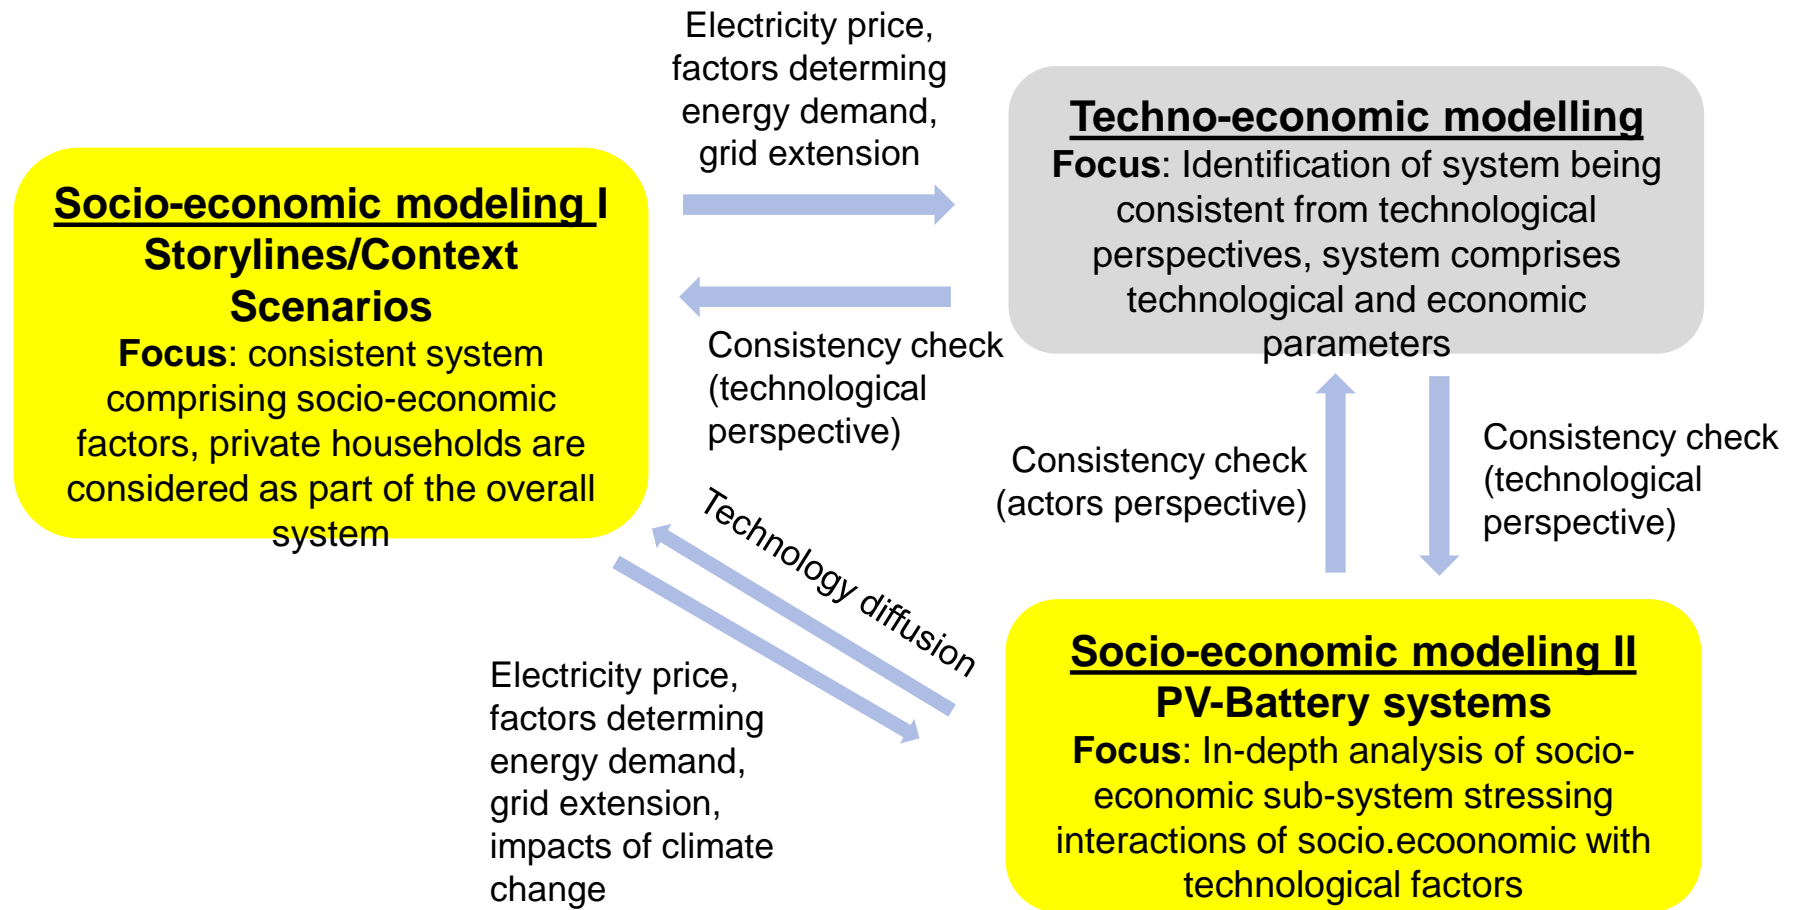 Electricity price,
factors determing
energy demand,
grid extension
Techno-economic modelling
Focus: Identification of system being
consistent from technological
perspectives, system comprises
technological and economic
parameters
Socio-economic modeling I
Storylines/Context
Scenarios
Focus: consistent system
comprising socio-economic
factors, private households are
considered as part of the overall
system
Consistency check
(technological
perspective)
Consistency check
(actors perspective)
Consistency check
(technological
perspective)
Technology diffusion
Electricity price,
factors determing
energy demand,
grid extension,
impacts of climate
change
Socio-economic modeling II
PV-Battery systems
Focus: In-depth analysis of socio-
economic sub-system stressing
interactions of socio.ecoonomic with
technological factors